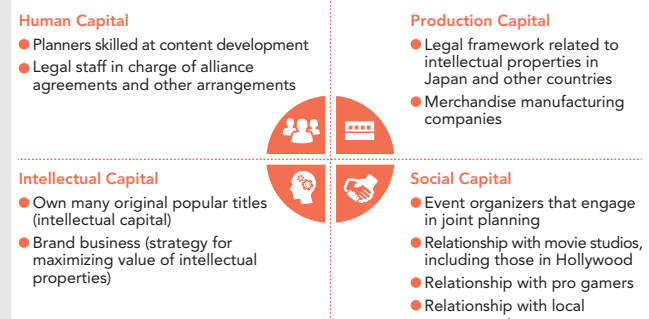 Human Capital
● Planners skilled at content development
● Legal staff in charge of alliance
agreements and other arrangements
Production Capital
● Legal framework related to
intellectual properties in
Japan and other countries
● Merchandise manufacturing
companies
Intellectual Capital
● Own many original popular titles
(intellectual capital)
● Brand business (strategy for
maximizing value of intellectual
properties)
Social Capital
● Event organizers that engage
in joint planning
● Relationship with movie studios,
including those in Hollywood
● Relationship with pro gamers
● Relationship with local